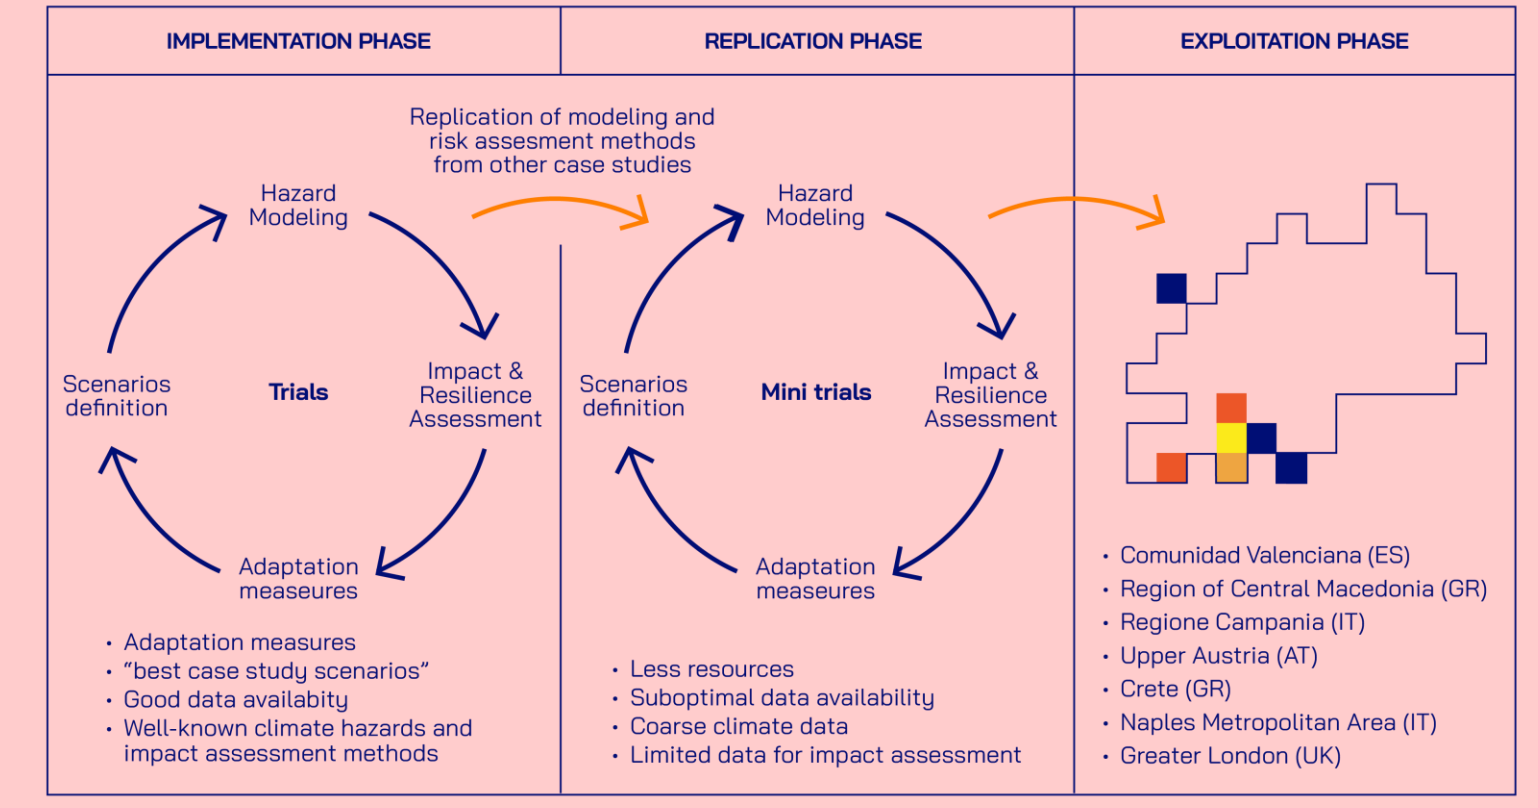 IMPLEMENTATION PHASE
REPLICATION PHASE
EXPLOITATION PHASE
Replication of modeling and
risk assesment methods
from other case studies
Hazard
Modeling
Impact &
Resilience
Assessment
Adaptation
measeures
Scenarios
definition
Trials
Adaptation measures
“best case study scenarios”
Good data availabity
Well-known climate hazards and
impact assessment methods
Hazard
Modeling
Impact &
Resilience
Assessment
Adaptation
measeures
Scenarios
definition
Mini trials
Less resources
Suboptimal data availability
Coarse climate data
Limited data for impact assessment
Comunidad Valenciana (ES)
Region of Central Macedonia (GR)
Regione Campania (IT)
Upper Austria (AT)
Crete (GR)
Naples Metropolitan Area (IT)
Greater London (UK)